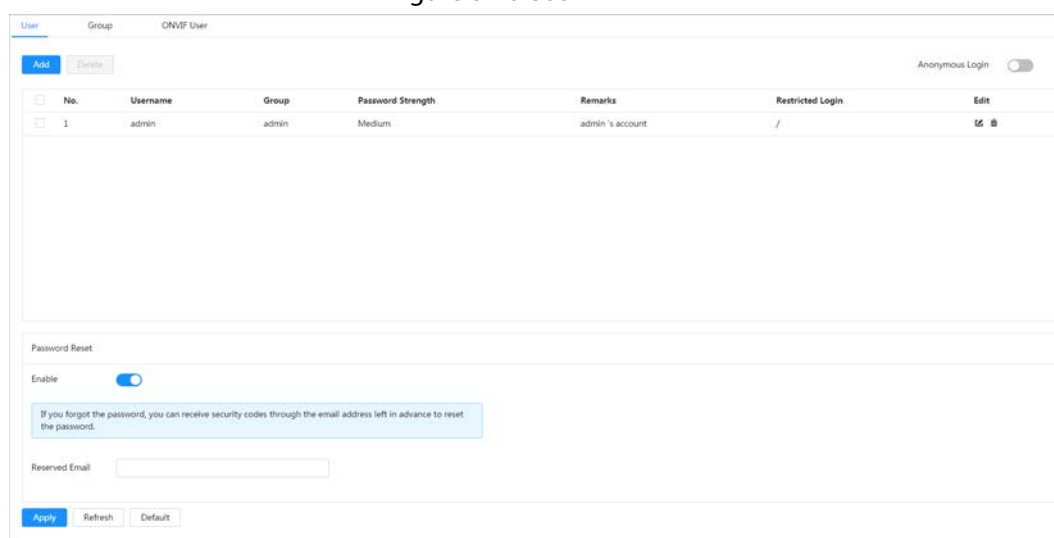 User Group ONVIF User
Add Delete Anonymous Login
No. Username Group Password Strength Remarks Restricted Login Edit
1 admin admin Medium admin 's account /
Password Reset
Enable
If you forgot the password, you can receive security codes through the email address left in advance to reset
the password.
Reserved Email
Apply Refresh Default